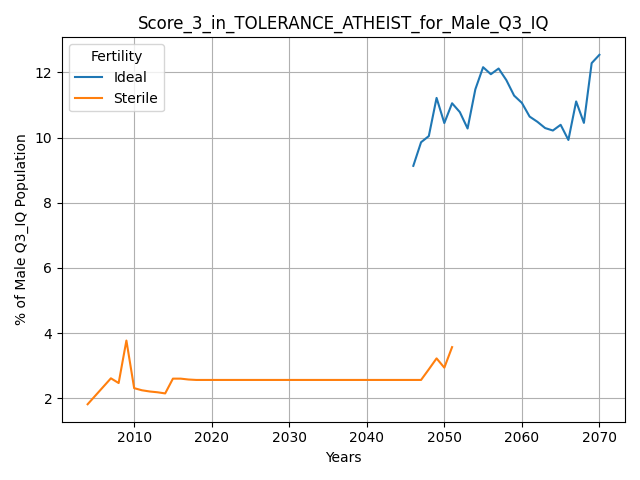 Score_3_in_TOLERANCE_ATHEIST_for_Male_Q3_IQ
Fertility
Ideal
Sterile
% of Male Q3_IQ Population
12
10
8
6
4
2
2010 2020 2030 2040 2050 2060 2070
Years